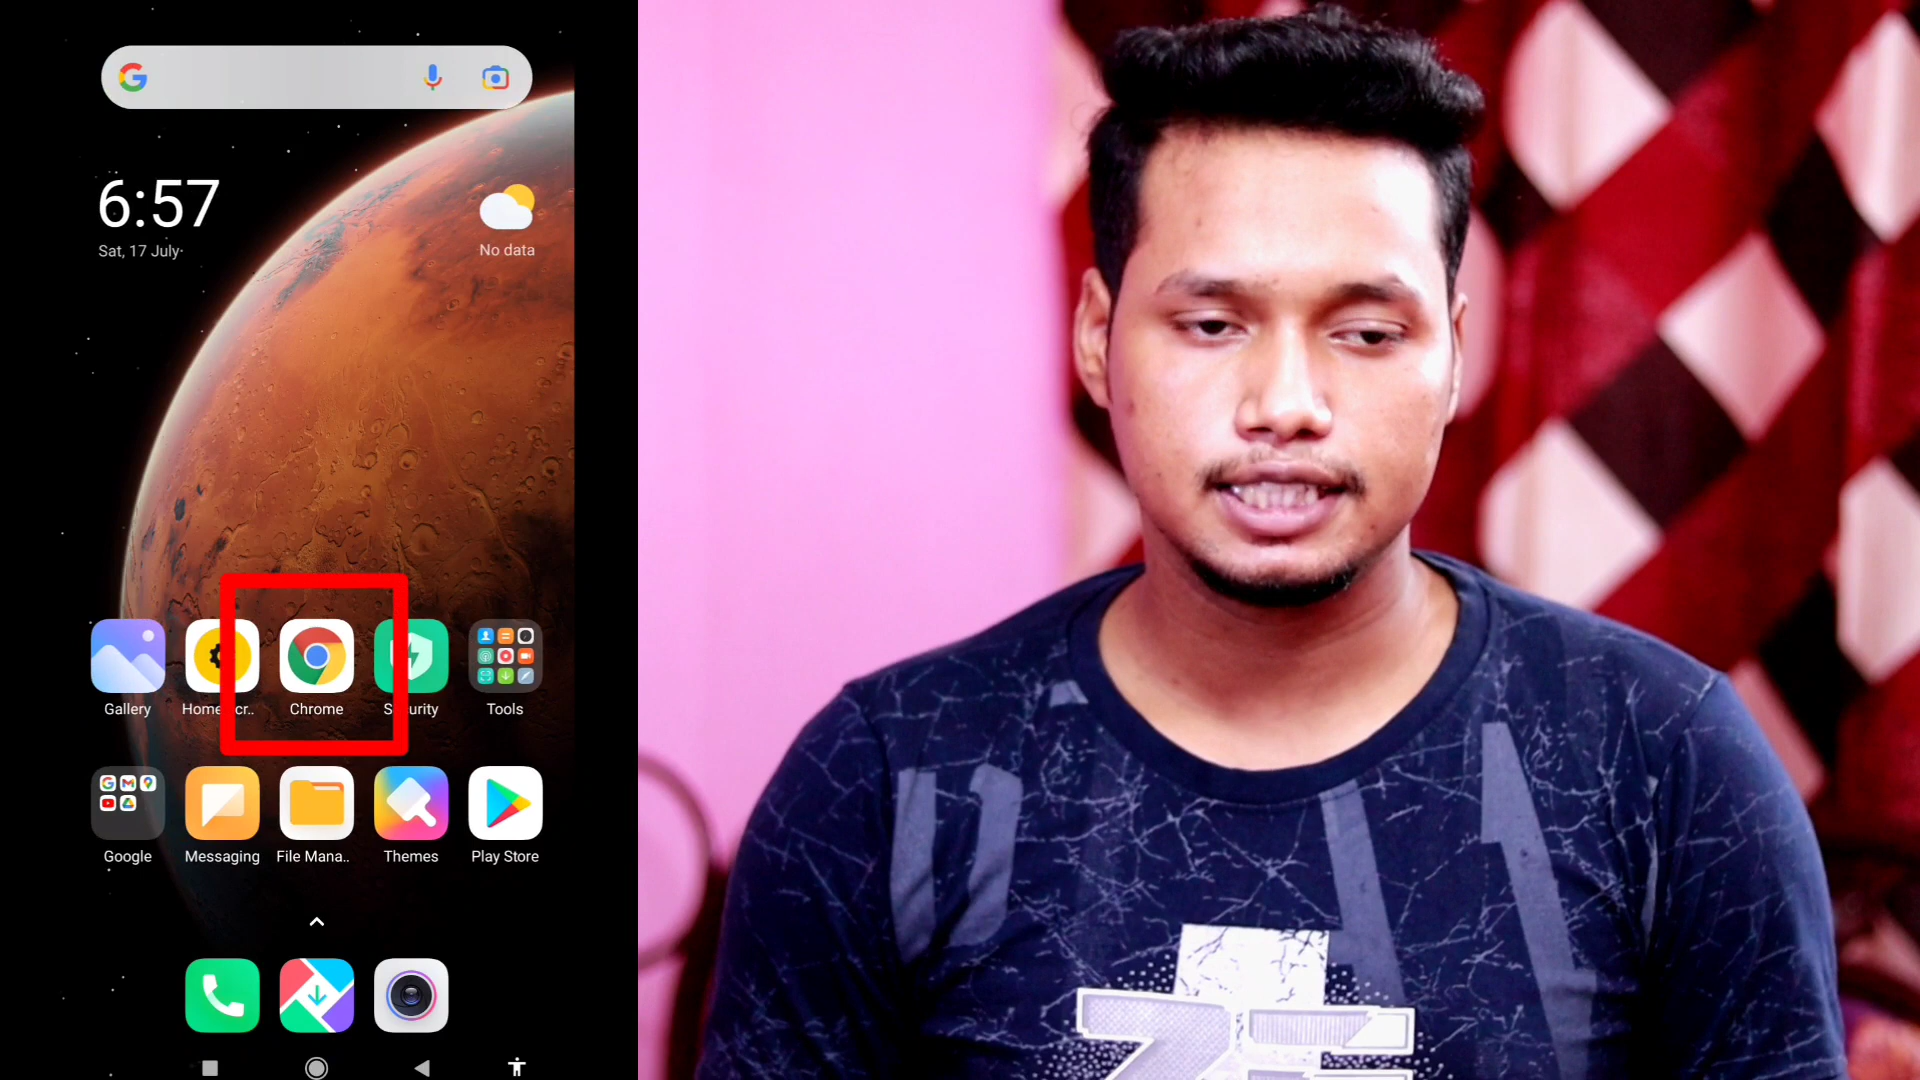 6:57
Sat, 17 July
No data
Gallery
Chrome
Tools
Google
Messaging
File Mana..
Themes
Play Store